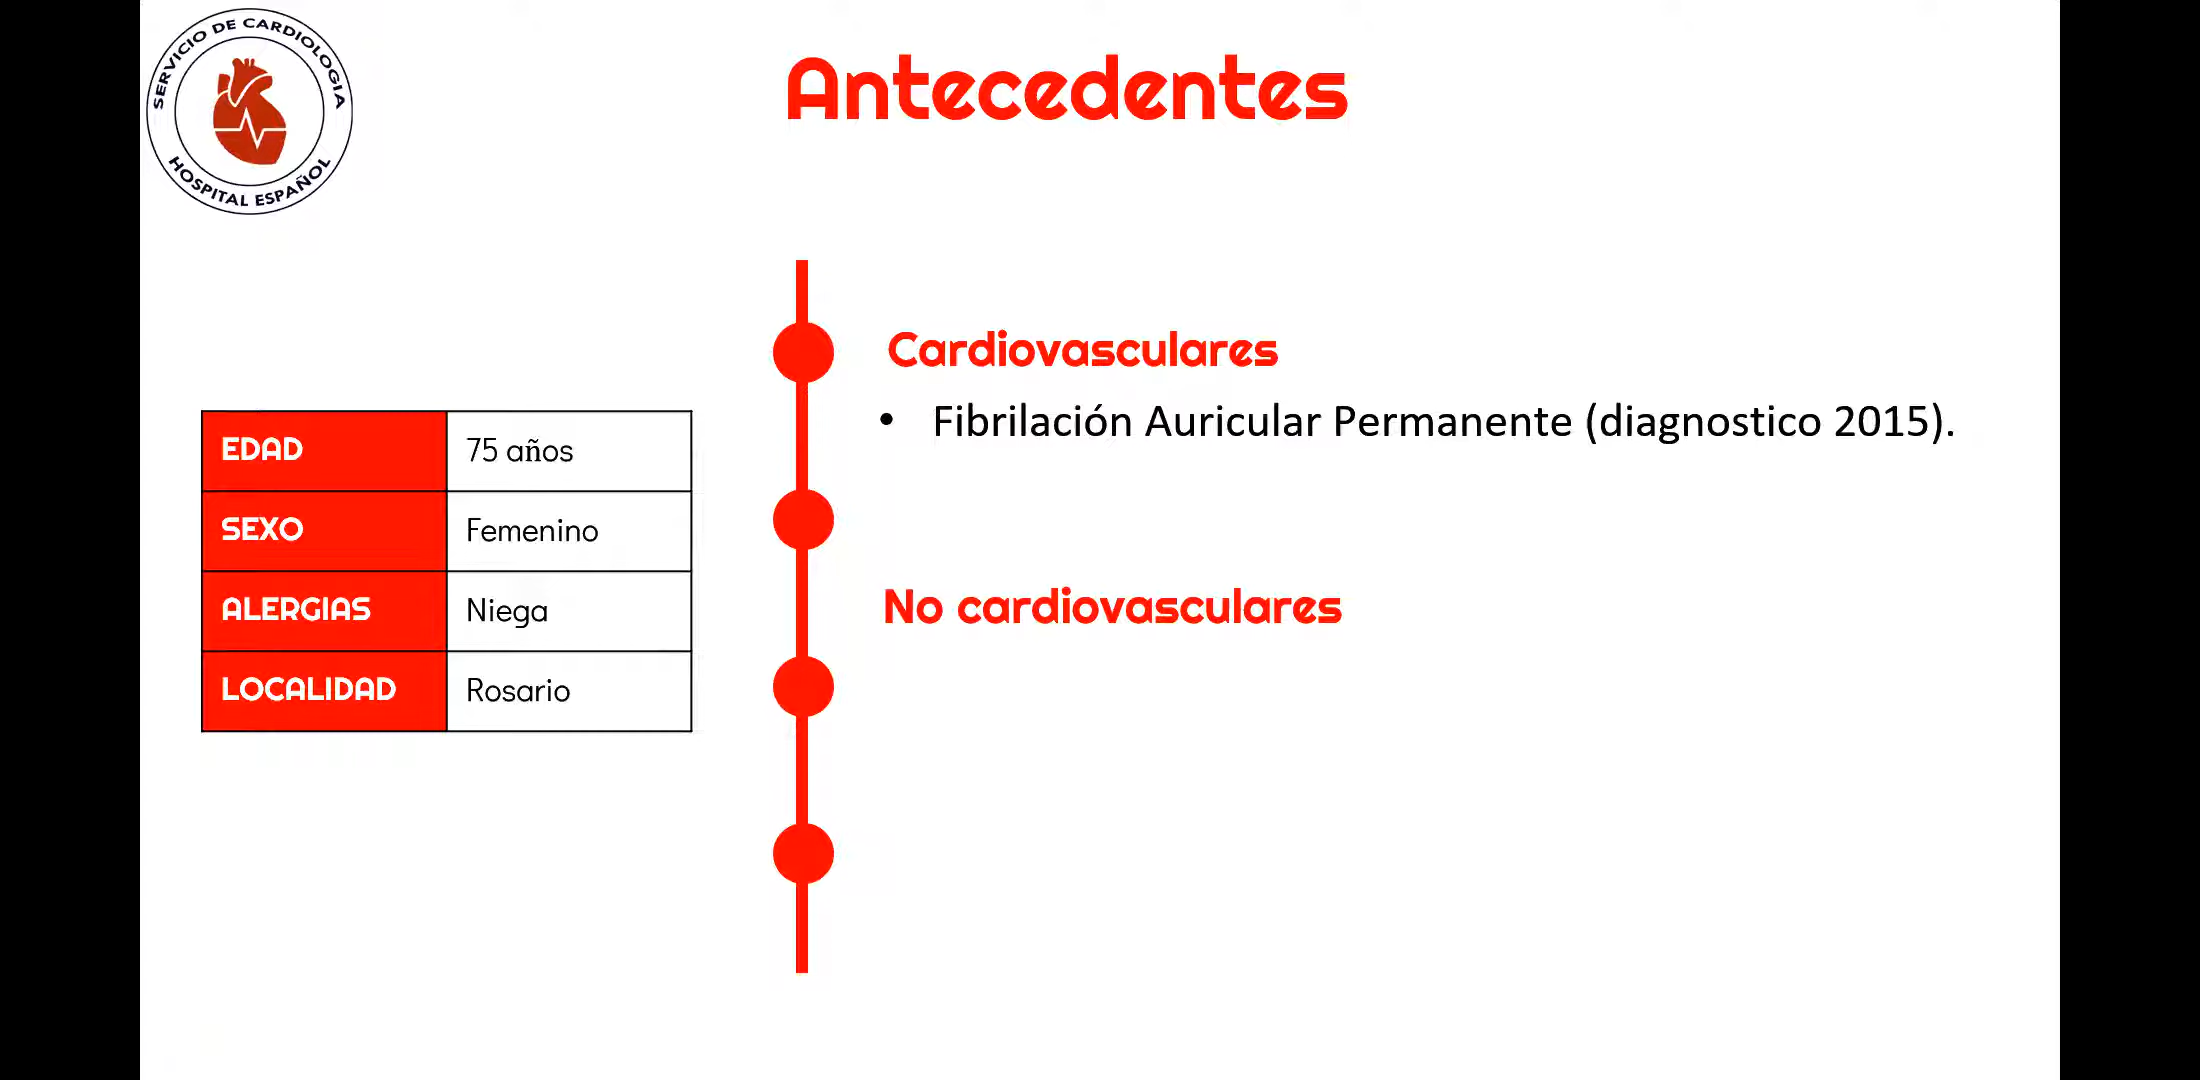 SERVICIO DE CARDIOLOGIA
HOSPITAL ESPAÑOL
Antecedentes
EDAD 75 años
SEXO Femenino
ALERGIAS Niega
LOCALIDAD Rosario
Cardiovasculares
• Fibrilación Auricular Permanente (diagnostico 2015).
No cardiovasculares